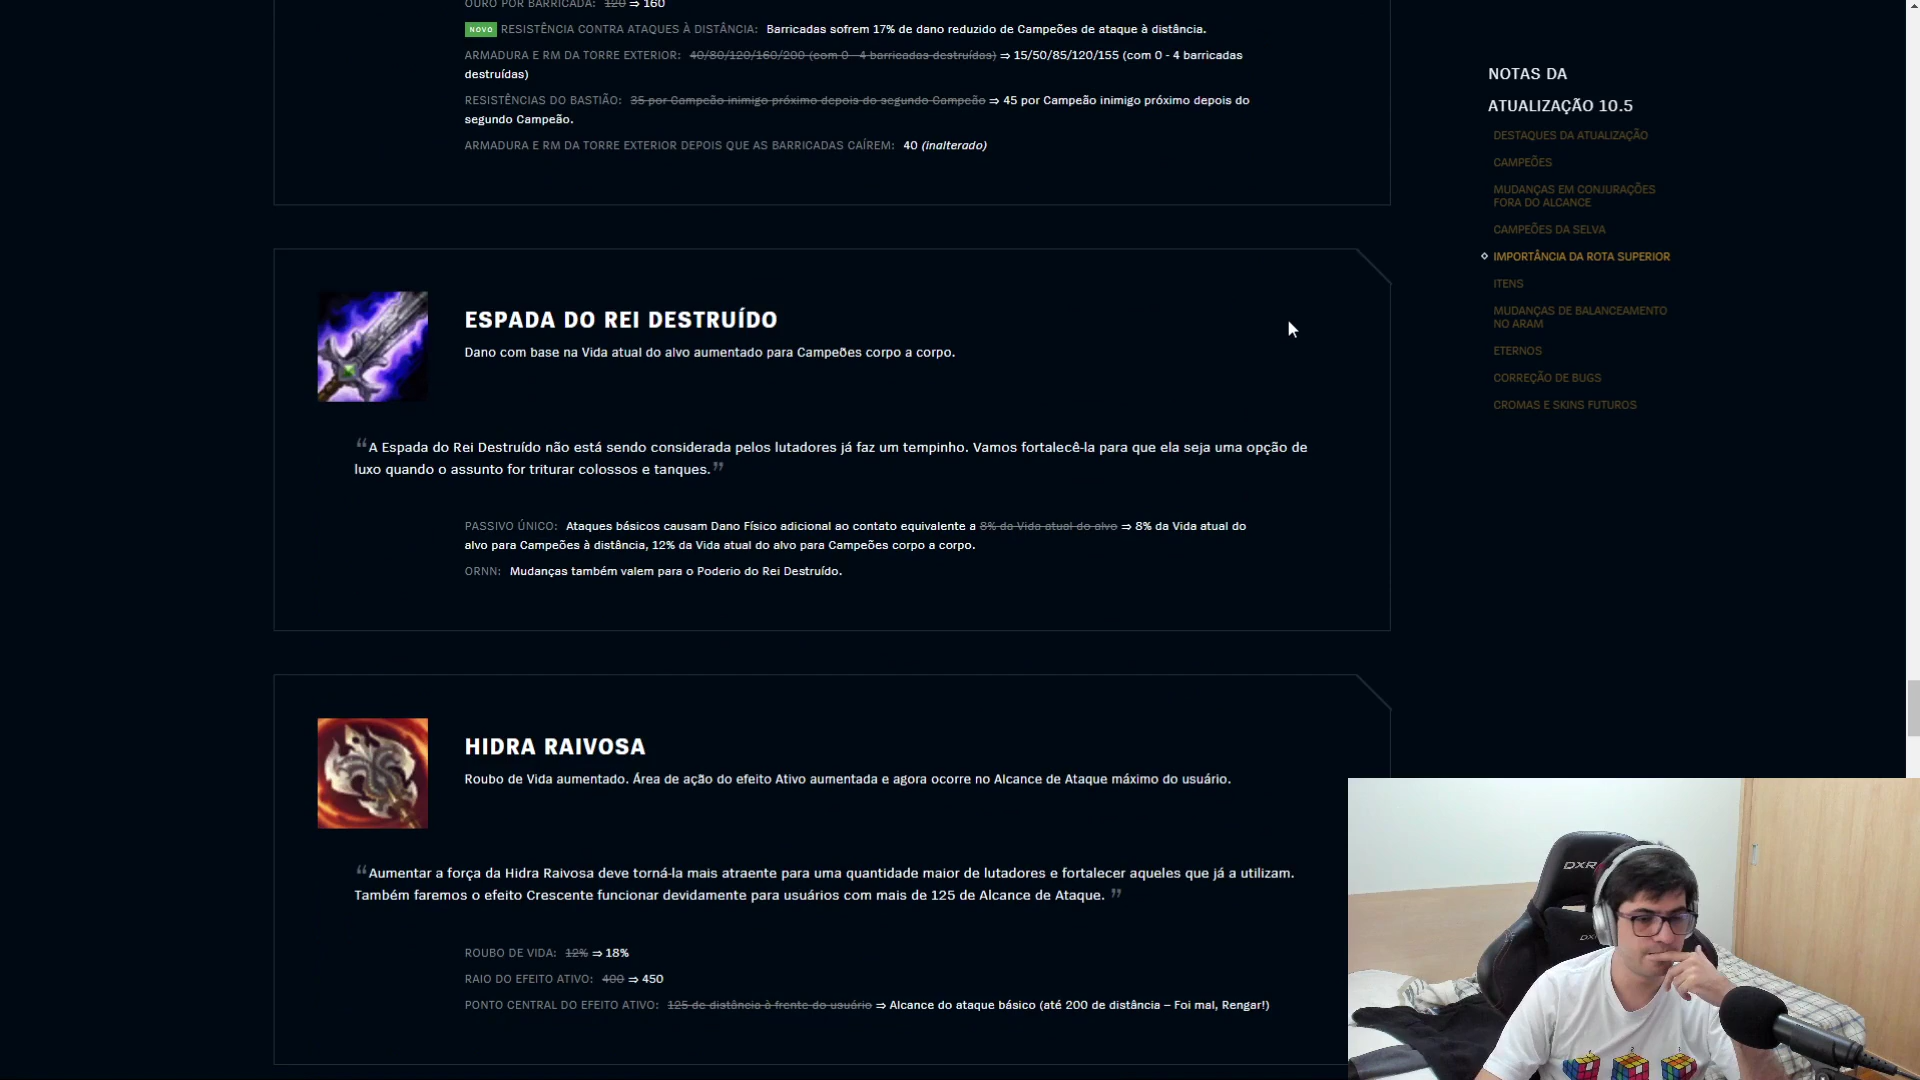 OURO POR BARRICADA: 120 ⇒ 160
NOVO RESISTÊNCIA CONTRA ATAQUES À DISTÂNCIA: Barricadas sofrem 17% de dano reduzido de Campeões de ataque à distância.
ARMADURA E RM DA TORRE EXTERIOR: 40/80/120/160/200 (com 0 - 4 barricadas destruídas) ⇒ 15/50/85/120/155 (com 0 - 4 barricadas
destruídas)
RESISTÊNCIAS DO BASTIÃO: 35 por Campeão inimigo próximo depois do segundo Campeão ⇒ 45 por Campeão inimigo próximo depois do
segundo Campeão.
ARMADURA E RM DA TORRE EXTERIOR DEPOIS QUE AS BARRICADAS CAÍREM: 40 (inalterado)
ESPADA DO REI DESTRUÍDO
Dano com base na Vida atual do alvo aumentado para Campeões corpo a corpo.
“A Espada do Rei Destruído não está sendo considerada pelos lutadores já faz um tempinho. Vamos fortalecê-la para que ela seja uma opção de
luxo quando o assunto for triturar colossos e tanques.”
PASSIVO ÚNICO: Ataques básicos causam Dano Físico adicional ao contato equivalente a 8% da Vida atual do alvo ⇒ 8% da Vida atual do
alvo para Campeões à distância, 12% da Vida atual do alvo para Campeões corpo a corpo.
ORNN: Mudanças também valem para o Poderio do Rei Destruído.
HIDRA RAIVOSA
Roubo de Vida aumentado. Área de ação do efeito Ativo aumentada e agora ocorre no Alcance de Ataque máximo do usuário.
“Aumentar a força da Hidra Raivosa deve torná-la mais atraente para uma quantidade maior de lutadores e fortalecer aqueles que já a utilizam.
Também faremos o efeito Crescente funcionar devidamente para usuários com mais de 125 de Alcance de Ataque. ”
ROUBO DE VIDA: 12% ⇒ 18%
RAIO DO EFEITO ATIVO: 400 ⇒ 450
PONTO CENTRAL DO EFEITO ATIVO: 125 de distância à frente do usuário ⇒ Alcance do ataque básico (até 200 de distância – Foi mal, Rengar!)
NOTAS DA
ATUALIZAÇÃO 10.5
DESTAQUES DA ATUALIZAÇÃO
CAMPEÕES
MUDANÇAS EM CONJURAÇÕES
FORA DO ALCANCE
CAMPEÕES DA SELVA
IMPORTÂNCIA DA ROTA SUPERIOR
ITENS
MUDANÇAS DE BALANCEAMENTO
NO ARAM
ETERNOS
CORREÇÃO DE BUGS
CROMAS E SKINS FUTUROS